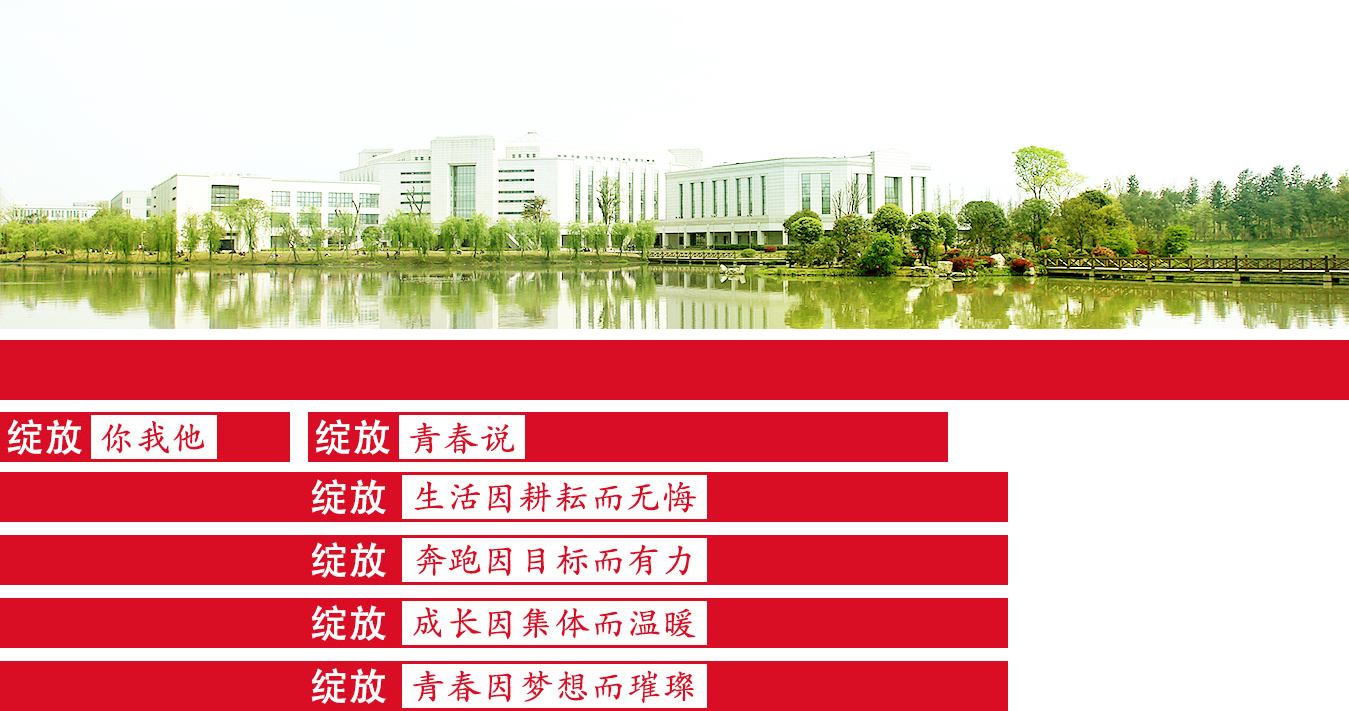 绽放 你我他 绽放 青春说
绽放 生活因耕耘而无悔
绽放 奔跑因目标而有力
绽放 成长因集体而温暖
绽放 青春因梦想而璀璨